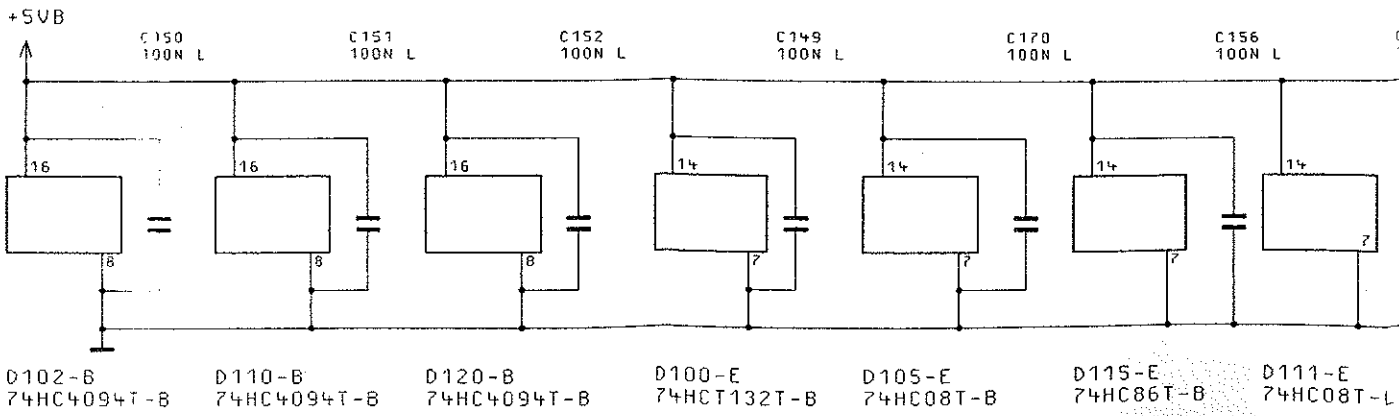 +5VB
C150
100N L
C151
100N L
C152
100N L
C149
100N L
C170
100N L
C156
100N L
16
16
16
14
14
14
14
8
8
8
7
7
7
7
D102-B
74HC4094T-B
D110-B
74HC4094T-B
D120-B
74HC4094T-B
D100-E
74HCT132T-B
D105-E
74HC08T-B
D115-E
74HC86T-B
D111-E
74HC08T-